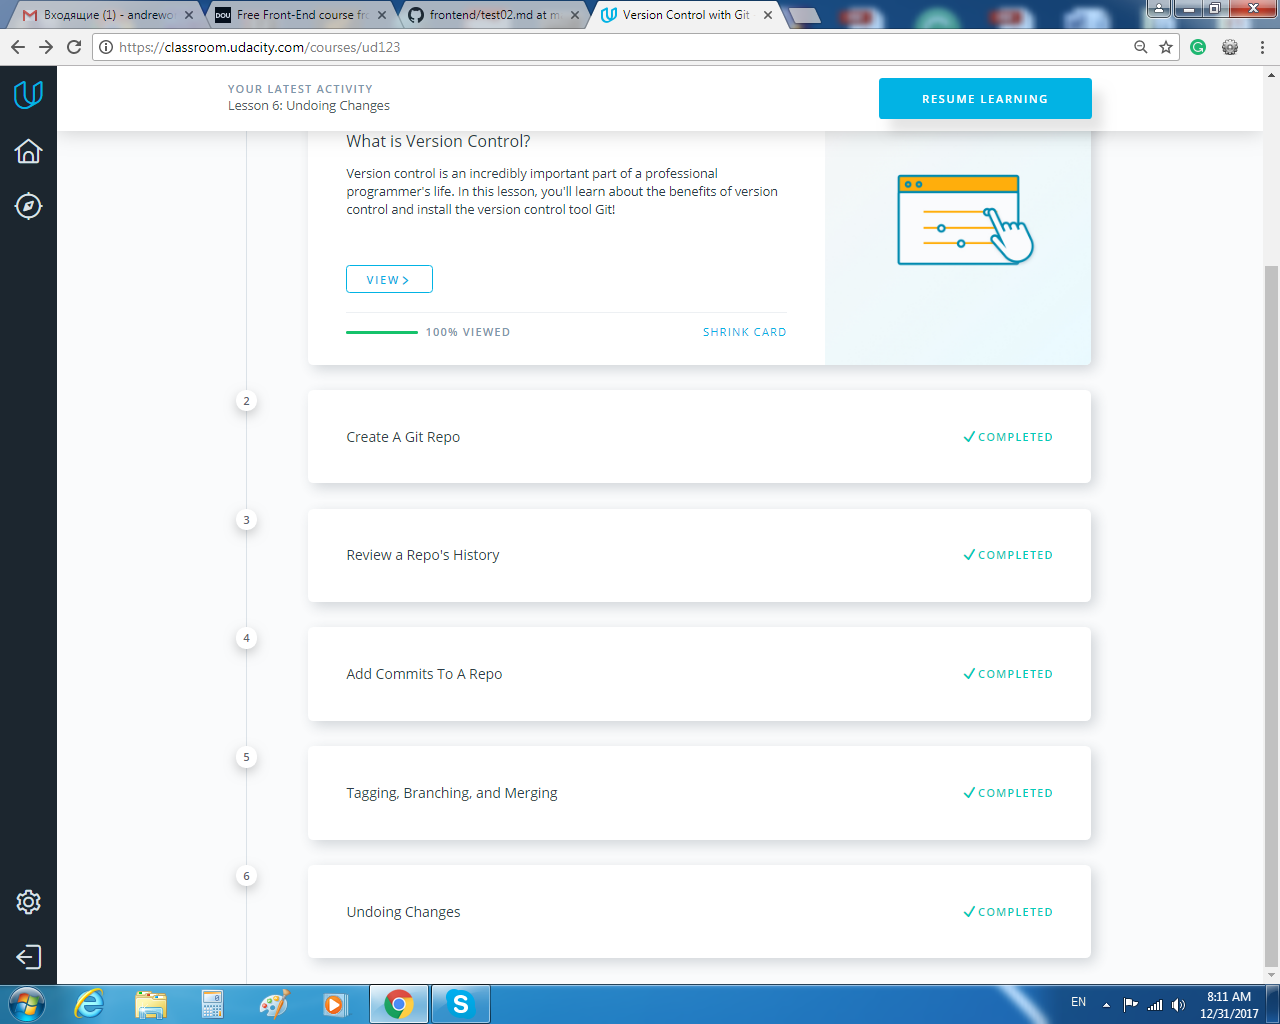 Входящие (1) - andrewo
DOU
Free Front-End course fr
frontend/test02.md at m
Version Control with Git
https://classroom.udacity.com/courses/ud123
YOUR LATEST ACTIVITY
Lesson 6: Undoing Changes
RESUME LEARNING
What is Version Control?
Version control is an incredibly important part of a professional
programmer's life. In this lesson, you'll learn about the benefits of version
control and install the version control tool Git!
VIEW >
100% VIEWED
SHRINK CARD
2
Create A Git Repo
COMPLETED
3
Review a Repo's History
COMPLETED
4
Add Commits To A Repo
COMPLETED
5
Tagging, Branching, and Merging
COMPLETED
6
Undoing Changes
COMPLETED
EN
8:11 AM
12/31/2017